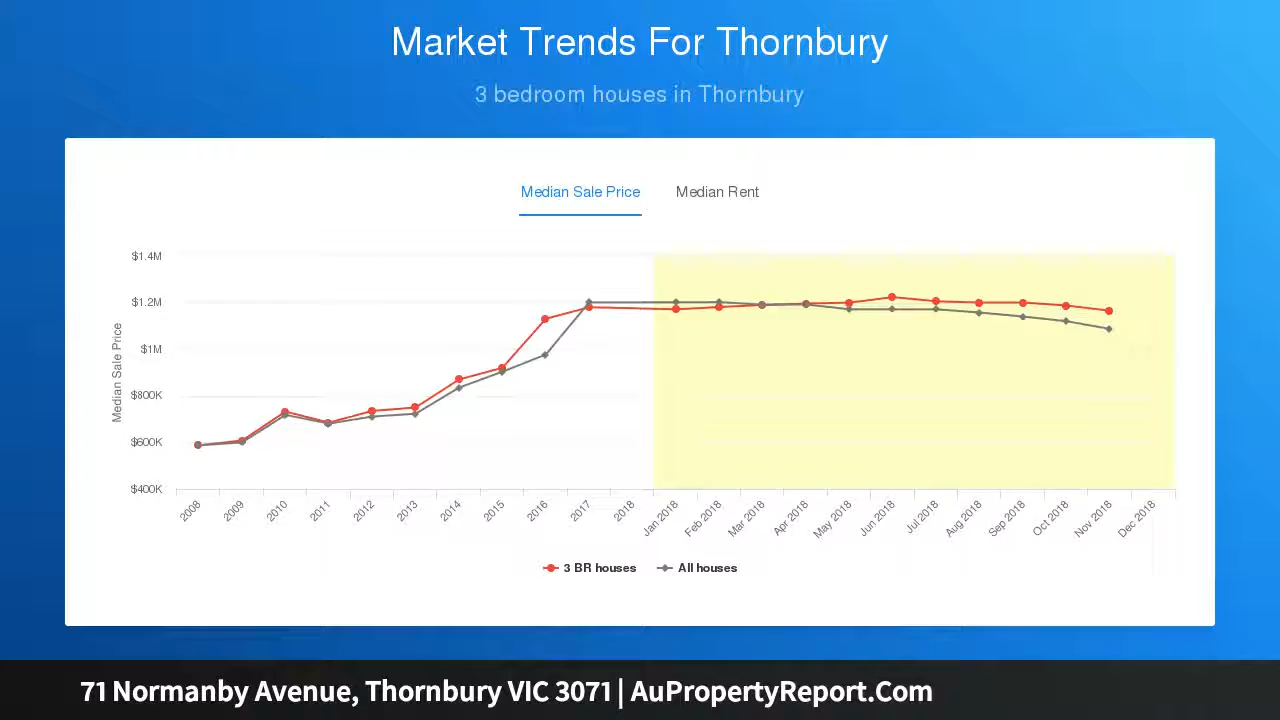 Market Trends For Thornbury
3 bedroom houses in Thornbury
Median Sale Price Median Rent
Median Sale Price
$1.4M
$1.2M
$1M
$800K
$600K
$400K
2008 2009 2010 2011 2012 2013 2014 2015 2016 2017 2018 Jan 2018 Feb 2018 Mar 2018 Apr 2018 May 2018 Jun 2018 Jul 2018 Aug 2018 Sep 2018 Oct 2018 Nov 2018 Dec 2018
3 BR houses All houses
71 Normanby Avenue, Thornbury VIC 3071 | AuPropertyReport.Com